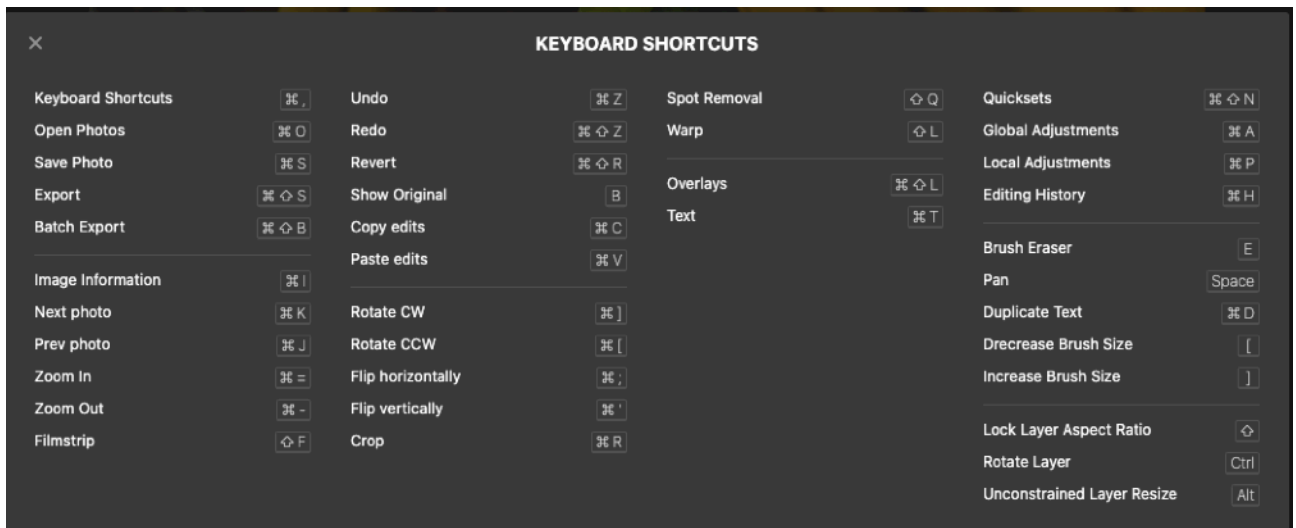 KEYBOARD SHORTCUTS
Keyboard Shortcuts ⌘ ,
Open Photos ⌘ O
Save Photo ⌘ S
Export ⌘ ⇧ S
Batch Export ⌘ ⇧ B
Image Information ⌘ I
Next photo ⌘ K
Prev photo ⌘ J
Zoom In ⌘ =
Zoom Out ⌘ -
Filmstrip ⇧ F
Undo ⌘ Z
Redo ⌘ ⇧ Z
Revert ⌘ ⇧ R
Show Original B
Copy edits ⌘ C
Paste edits ⌘ V
Rotate CW ⌘ ]
Rotate CCW ⌘ [
Flip horizontally ⌘ ;
Flip vertically ⌘ '
Crop ⌘ R
Spot Removal ⇧ Q
Warp ⇧ L
Overlays ⌘ ⇧ L
Text ⌘ T
Quicksets ⌘ ⇧ N
Global Adjustments ⌘ A
Local Adjustments ⌘ P
Editing History ⌘ H
Brush Eraser E
Pan Space
Duplicate Text ⌘ D
Drecrease Brush Size [
Increase Brush Size ]
Lock Layer Aspect Ratio ⇧
Rotate Layer Ctrl
Unconstrained Layer Resize Alt